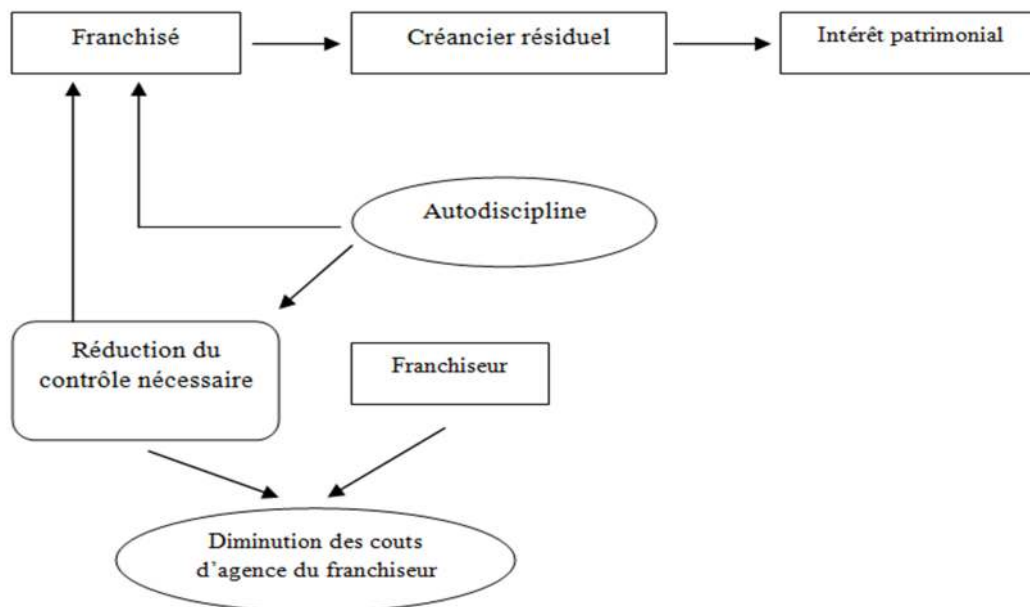 Franchisé
Créancier résiduel
Intérêt patrimonial
Autodiscipline
Réduction du
contrôle nécessaire
Franchiseur
Diminution des couts
d'agence du franchiseur